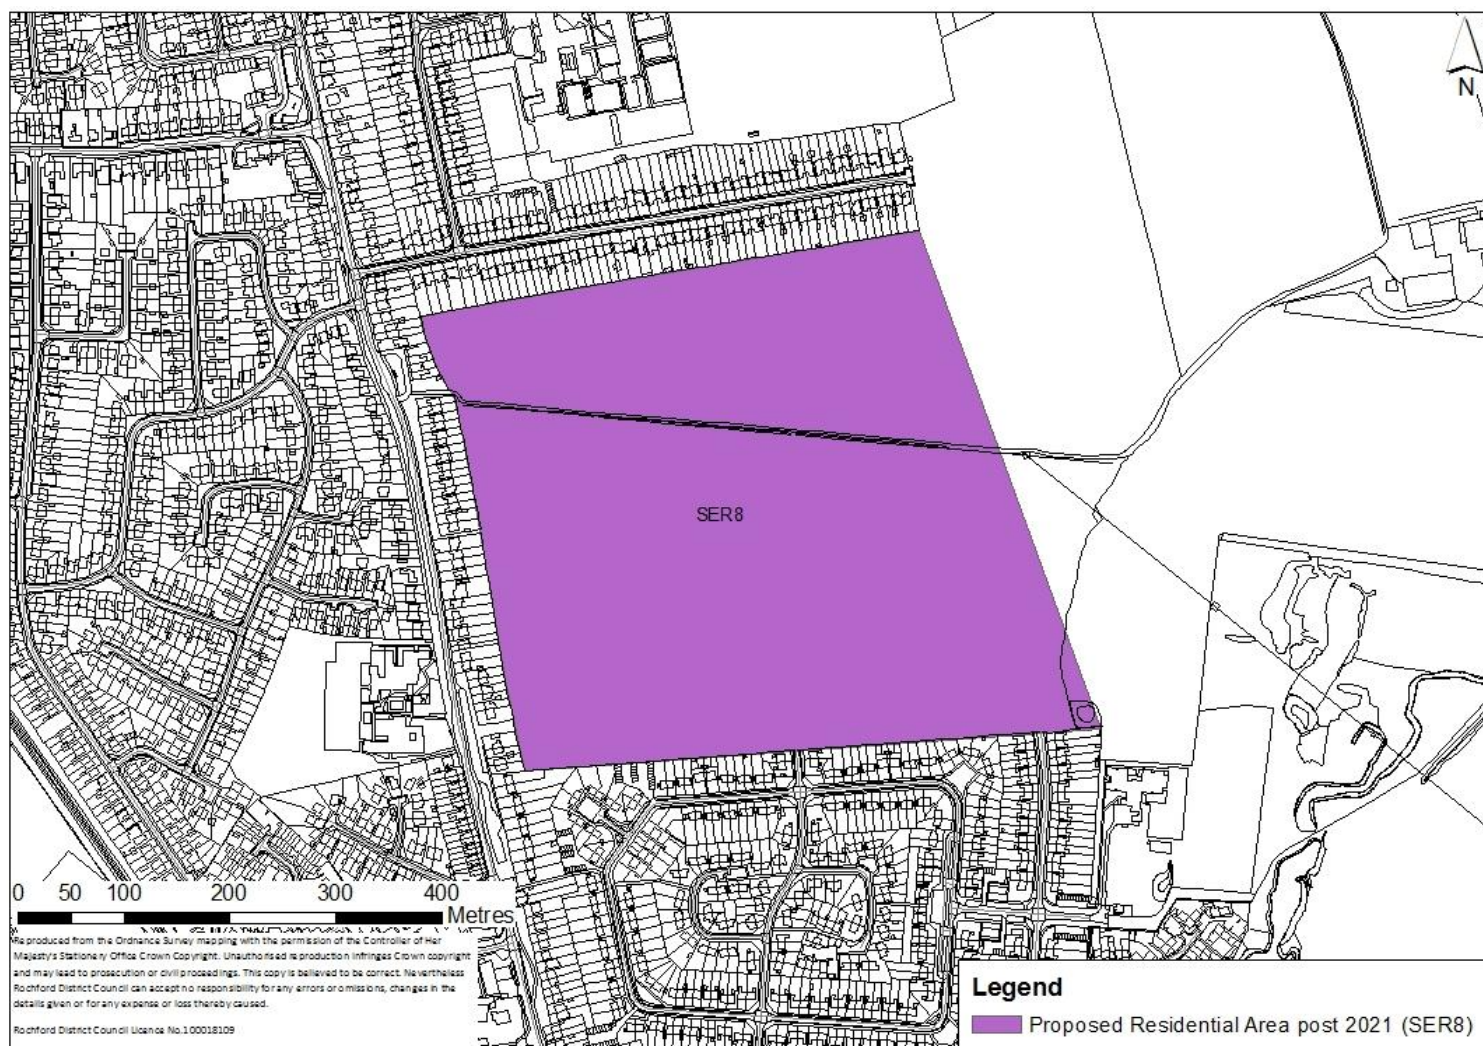 N
SER8
0 50 100 200 300 400
Metres
Reproduced from the Ordnance Survey mapping with the permission of the Controller of Her
Majesty's Stationery Office Crown Copyright. Unauthorised reproduction infringes Crown copyright
and may lead to prosecution or civil proceedings. This copy is believed to be correct. Nevertheless
Rochford District Council can accept no responsibility for any errors or omissions, changes in the
details given or for any expense or loss thereby caused.
Rochford District Council Licence No.100018109
Legend
Proposed Residential Area post 2021 (SER8)